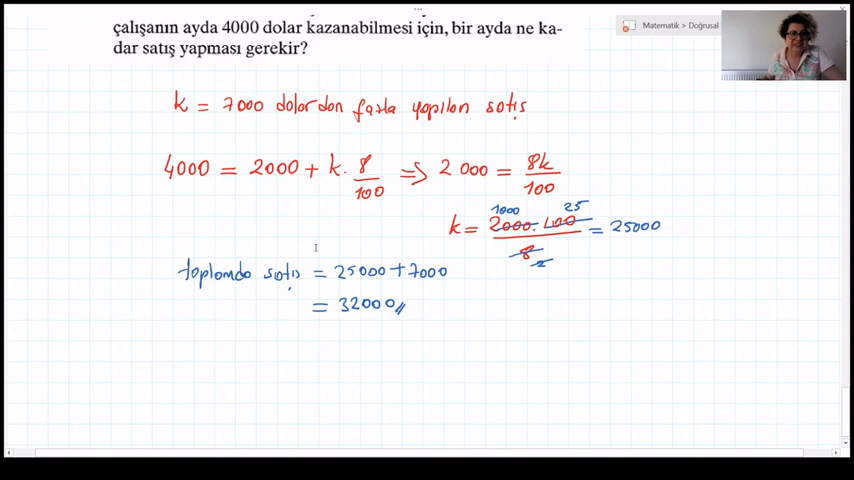 çalışanın ayda 4000 dolar kazanabilmesi için, bir ayda ne ka-
dar satış yapması gerekir?
Matematik > Doğrusal
k = 7000 dolardan fazla yapılan satış
4000 = 2000 + k. 8/100 => 2000 = 8k/100
1000 25
k = 2000.100/8 = 25000
2
toplamda satış = 25000+7000
= 32000//